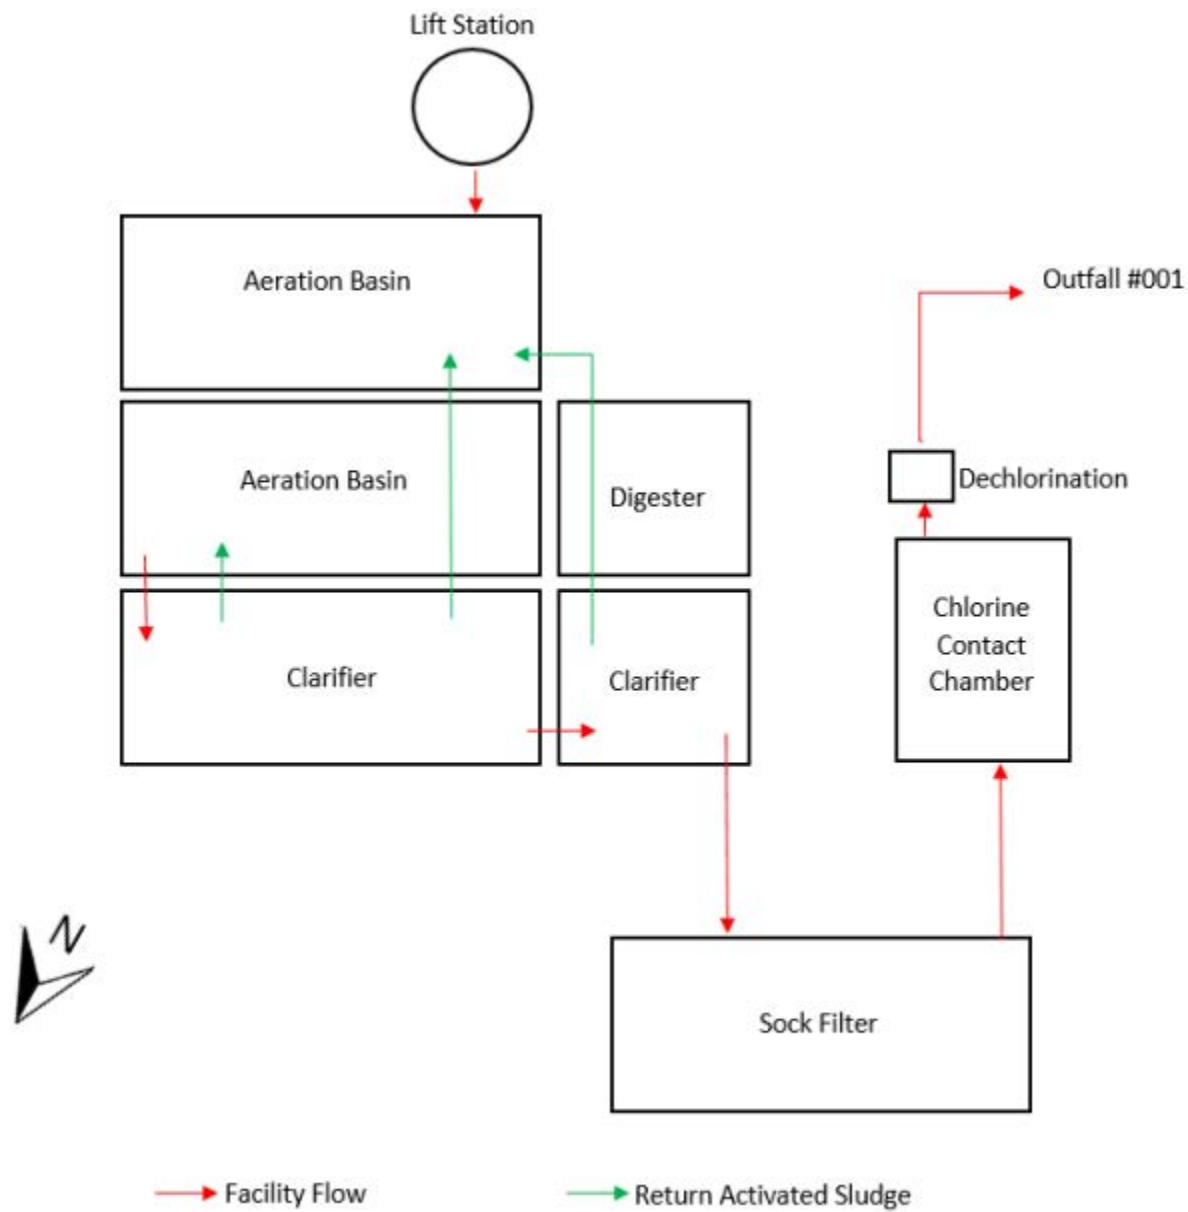 Lift Station
Aeration Basin
Outfall #001
Aeration Basin
Digester
Dechlorination
Chlorine
Contact
Chamber
Clarifier
Clarifier
N
Sock Filter
Facility Flow
Return Activated Sludge